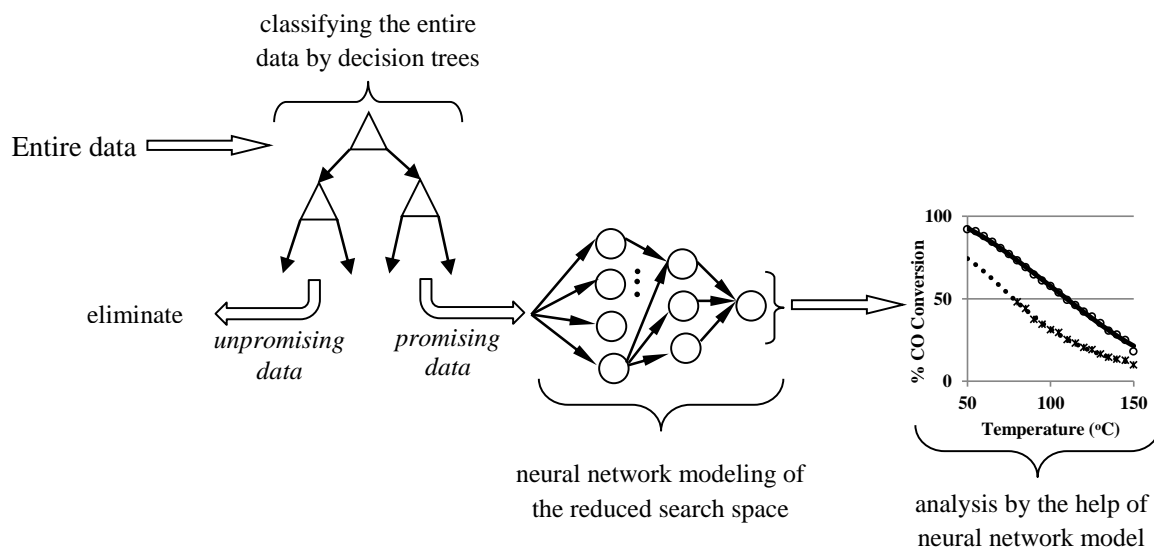 classifying the entire
data by decision trees
Entire data
eliminate
unpromising
data
promising
data
neural network modeling of
the reduced search space
100
50
0
% CO Conversion
50 100 150
Temperature (°C)
analysis by the help of
neural network model